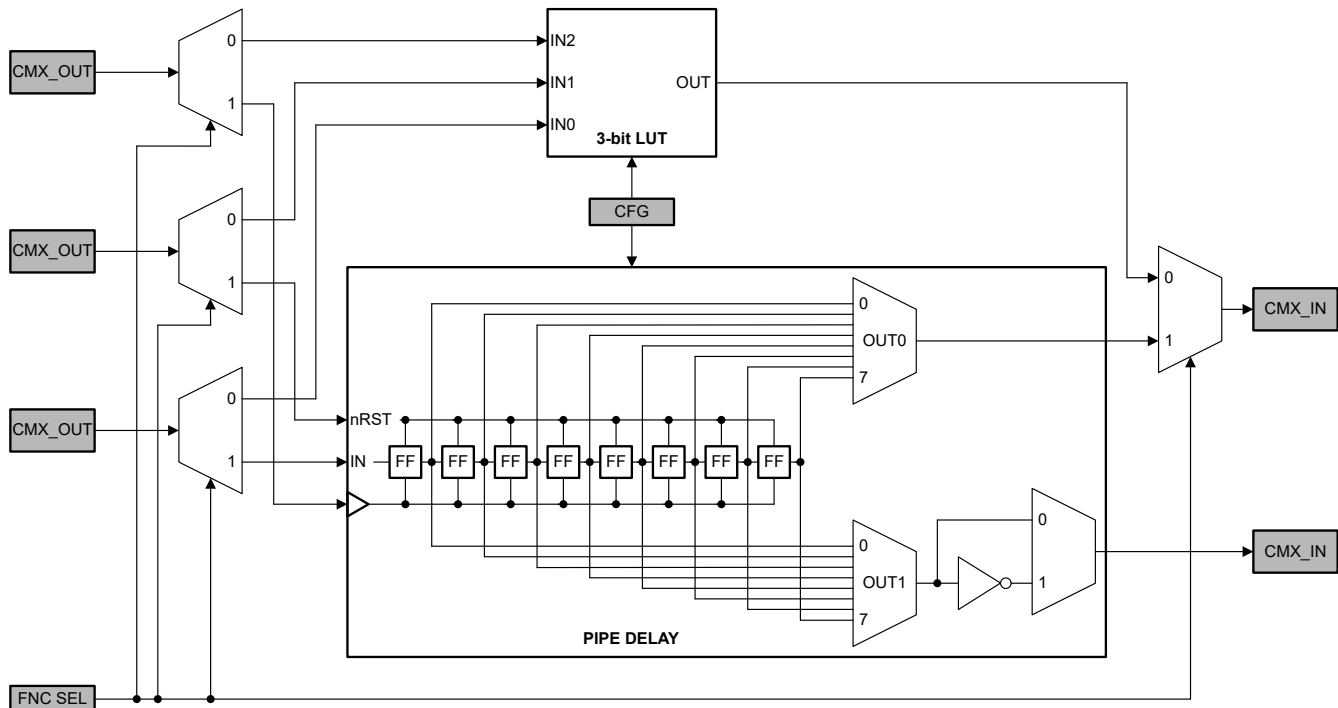 CMX_OUT
0
1
IN2
IN1
IN0
OUT
3-bit LUT
CMX_OUT
0
1
CFG
CMX_OUT
0
1
nRST
IN
FF FF FF FF FF FF FF FF
0
OUT0
7
0
OUT1
7
0
1
PIPE DELAY
0
1
CMX_IN
CMX_IN
FNC SEL